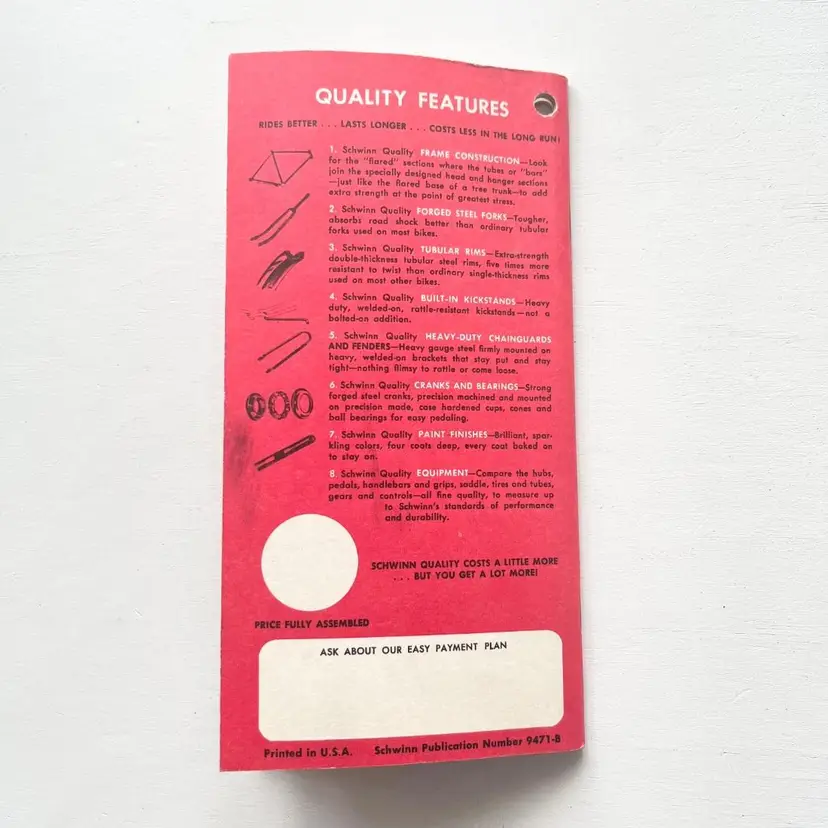 QUALITY FEATURES
RIDES BETTER . . . LASTS LONGER . . . COSTS LESS IN THE LONG RUN!
1. Schwinn Quality FRAME CONSTRUCTION—Look
for the "flared" sections where the tubes or "bars"
join the specially designed head and hanger sections
—just like the flared base of a tree trunk—to add
extra strength at the point of greatest stress.
2. Schwinn Quality FORGED STEEL FORKS—Tougher,
absorbs road shock better than ordinary tubular
forks used on most bikes.
3. Schwinn Quality TUBULAR RIMS—Extra-strength
double-thickness tubular steel rims, five times more
resistant to twist than ordinary single-thickness rims
used on most other bikes.
4. Schwinn Quality BUILT-IN KICKSTANDS—Heavy
duty, welded-on, rattle-resistant kickstands—not a
bolted-on addition.
5. Schwinn Quality HEAVY-DUTY CHAINGUARDS
AND FENDERS—Heavy gauge steel firmly mounted on
heavy, welded-on brackets that stay put and stay
tight—nothing flimsy to rattle or come loose.
6. Schwinn Quality CRANKS AND BEARINGS—Strong
forged steel cranks, precision machined and mounted
on precision made, case hardened cups, cones and
ball bearings for easy pedaling.
7. Schwinn Quality PAINT FINISHES—Brilliant, spar-
kling colors, four coats deep, every coat baked on
to stay on.
8. Schwinn Quality EQUIPMENT—Compare the hubs,
pedals, handlebars and grips, saddle, tires and tubes,
gears and controls—all fine quality, to measure up
to Schwinn's standards of performance
and durability.
SCHWINN QUALITY COSTS A LITTLE MORE
. . . BUT YOU GET A LOT MORE!
PRICE FULLY ASSEMBLED
ASK ABOUT OUR EASY PAYMENT PLAN
Printed in U.S.A. Schwinn Publication Number 9471-B